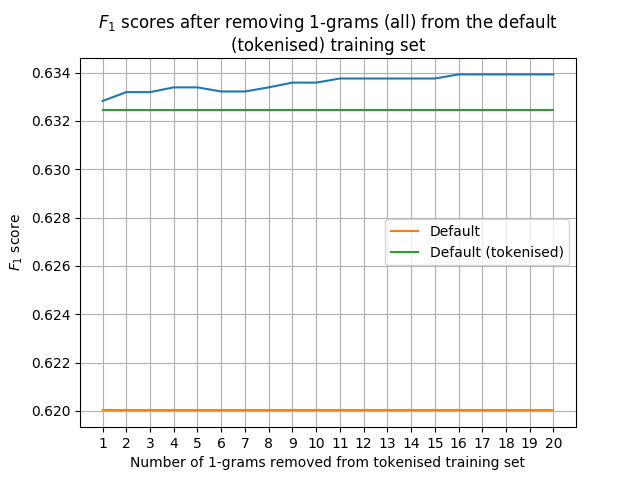 F1 scores after removing 1-grams (all) from the default
(tokenised) training set
0.634
0.632
0.630
0.628
0.626
0.624
0.622
0.620
F1 score
Default
Default (tokenised)
1 2 3 4 5 6 7 8 9 10 11 12 13 14 15 16 17 18 19 20
Number of 1-grams removed from tokenised training set